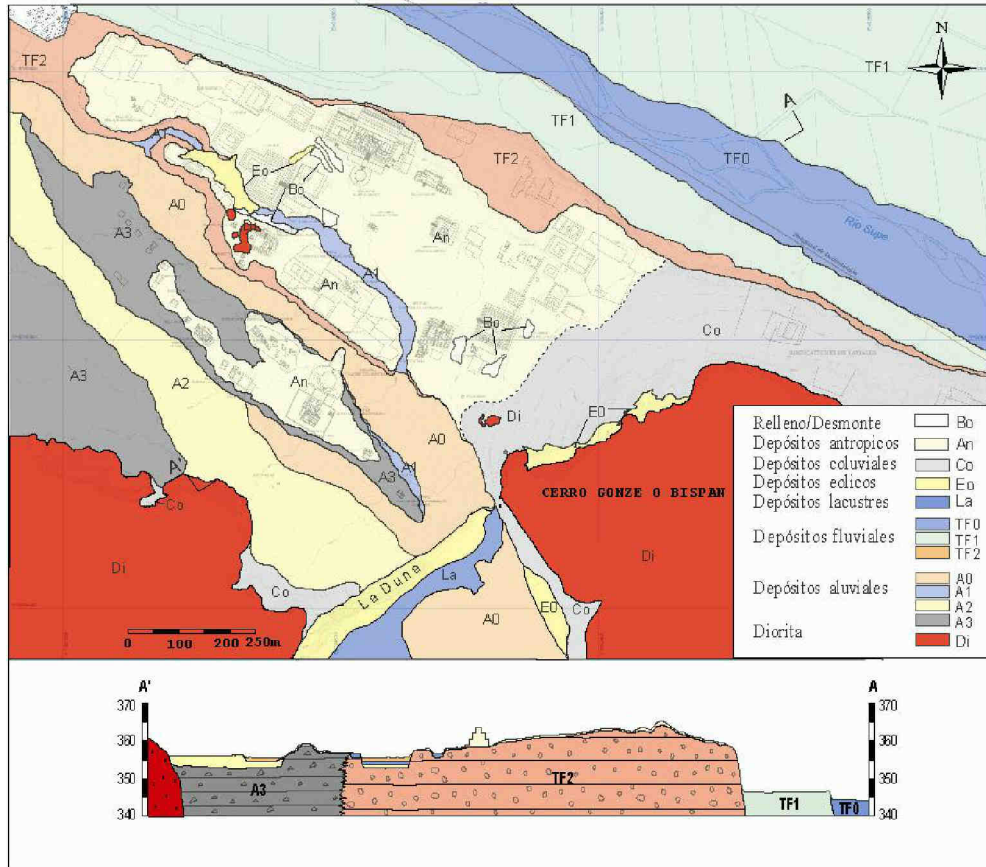 N
TF2
TF1
A
TF1
TF0
TF2
A1
Eo
Bo
A0
Río Supe
A3
An
A1
An
Bo
Co
A3
A2
An
E0
Di
A0
A3
A1
A'
Co
CERRO GONZE O BISPAN
Di
Co
La Duna
La
A0
E0
Co
Di
0 100 200 250m
Relleno/Desmonte Bo
Depósitos antropicos An
Depósitos coluviales Co
Depósitos eólicos Eo
Depósitos lacustres La
Depósitos fluviales TF0
TF1
TF2
Depósitos aluviales A0
A1
A2
A3
Diorita Di
A' A
370 370
360 360
350 350
340 340
A3 TF2 TF1 TF0